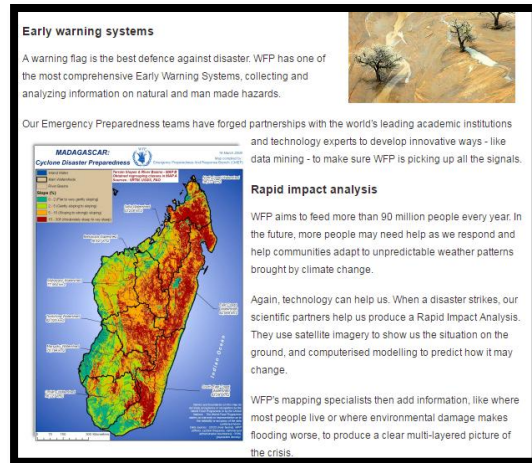 Early warning systems
A warning flag is the best defence against disaster. WFP has one of
the most comprehensive Early Warning Systems, collecting and
analyzing information on natural and man made hazards.
Our Emergency Preparedness teams have forged partnerships with the world's leading academic institutions
and technology experts to develop innovative ways - like
data mining - to make sure WFP is picking up all the signals.
MADAGASCAR:
Cyclone Disaster Preparedness
WFP
Slope (%)
Indian Ocean
Rapid impact analysis
WFP aims to feed more than 90 million people every year. In
the future, more people may need help as we respond and
help communities adapt to unpredictable weather patterns
brought by climate change.
Again, technology can help us. When a disaster strikes, our
scientific partners help us produce a Rapid Impact Analysis.
They use satellite imagery to show us the situation on the
ground, and computerised modelling to predict how it may
change.
WFP's mapping specialists then add information, like where
most people live or where environmental damage makes
flooding worse, to produce a clear multi-layered picture of
the crisis.